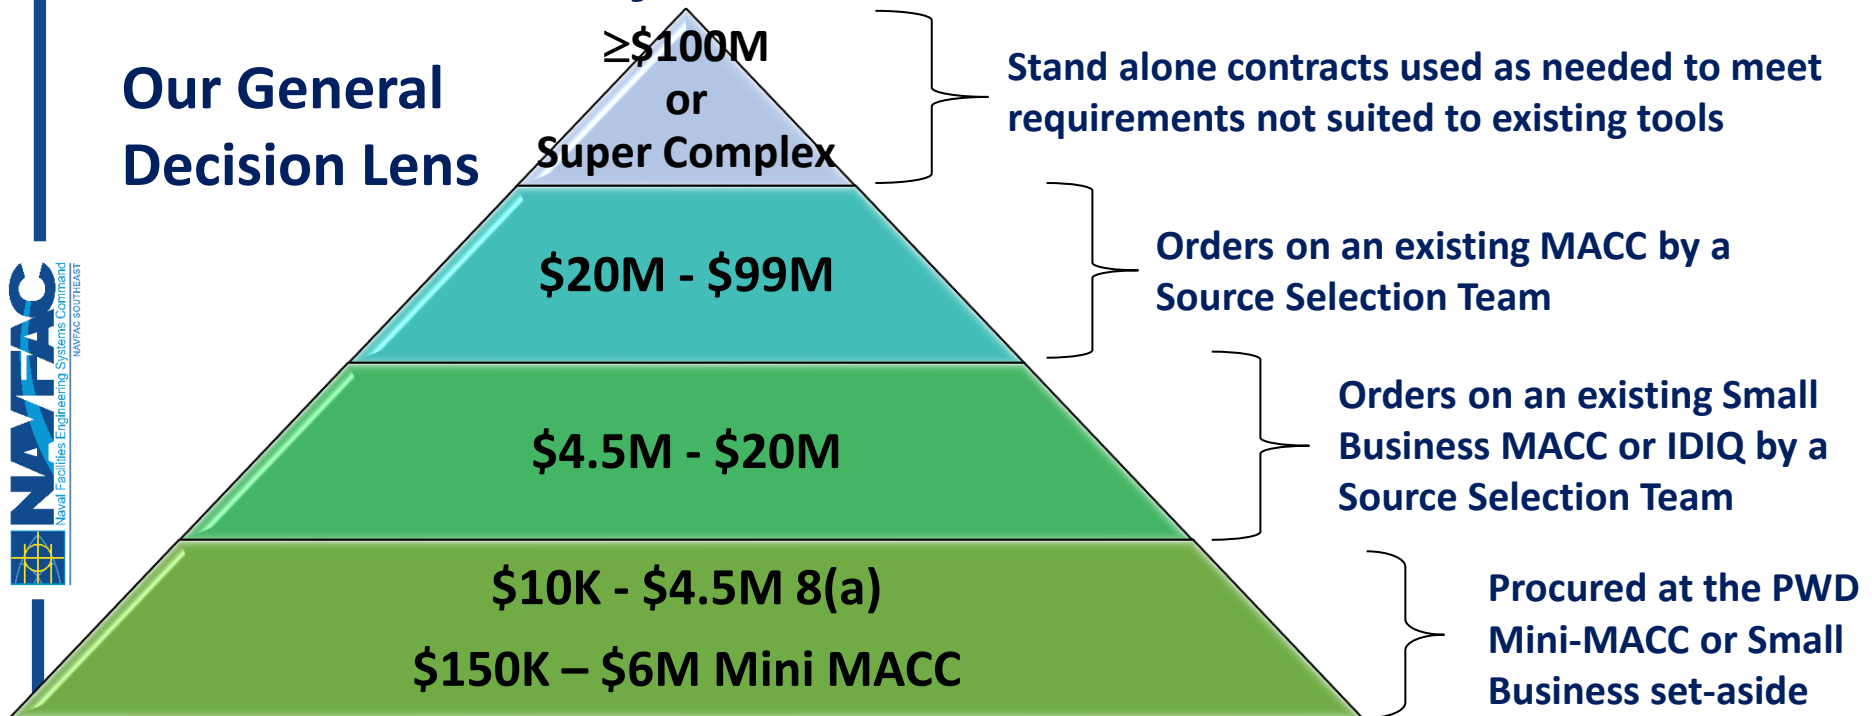 Our General
Decision Lens
≥$100M
or
Super Complex
Stand alone contracts used as needed to meet
requirements not suited to existing tools
$20M - $99M
Orders on an existing MACC by a
Source Selection Team
$4.5M - $20M
Orders on an existing Small
Business MACC or IDIQ by a
Source Selection Team
$10K - $4.5M 8(a)
$150K – $6M Mini MACC
Procured at the PWD
Mini-MACC or Small
Business set-aside
NAVFAC
Naval Facilities Engineering Systems Command
NAVFAC SOUTHEAST